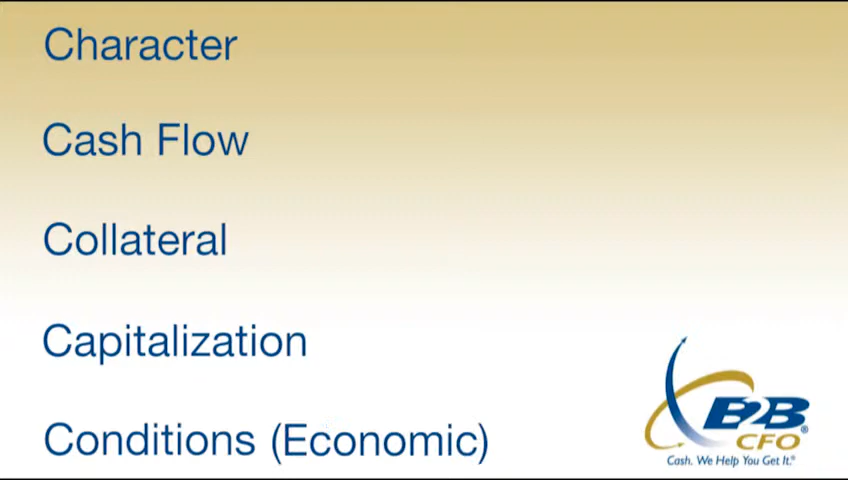 Character
Cash Flow
Collateral
Capitalization
Conditions (Economic)
B2B®
CFO
Cash. We Help You Get It.®